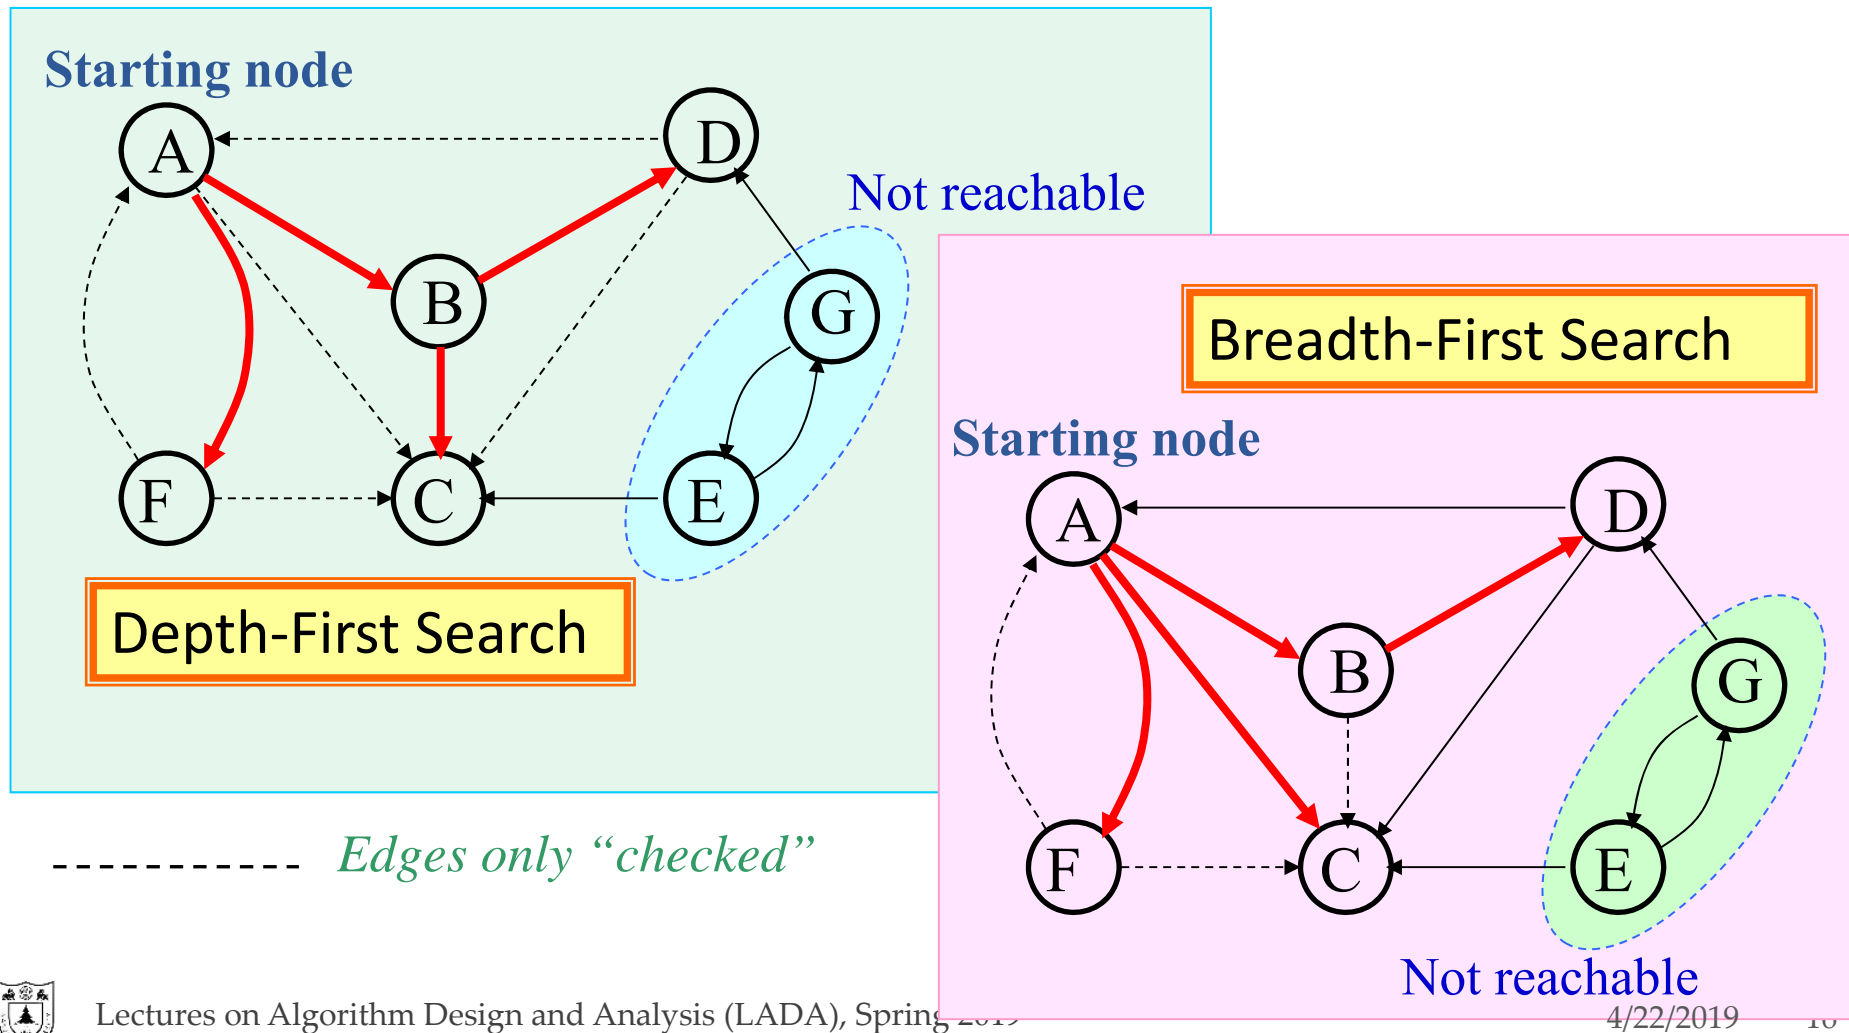 Starting node
A
D
Not reachable
B
G
F
C
E
Depth-First Search
Breadth-First Search
Starting node
A
D
B
G
F
C
E
Not reachable
Edges only “checked”
Lectures on Algorithm Design and Analysis (LADA), Spring 2019
4/22/2019